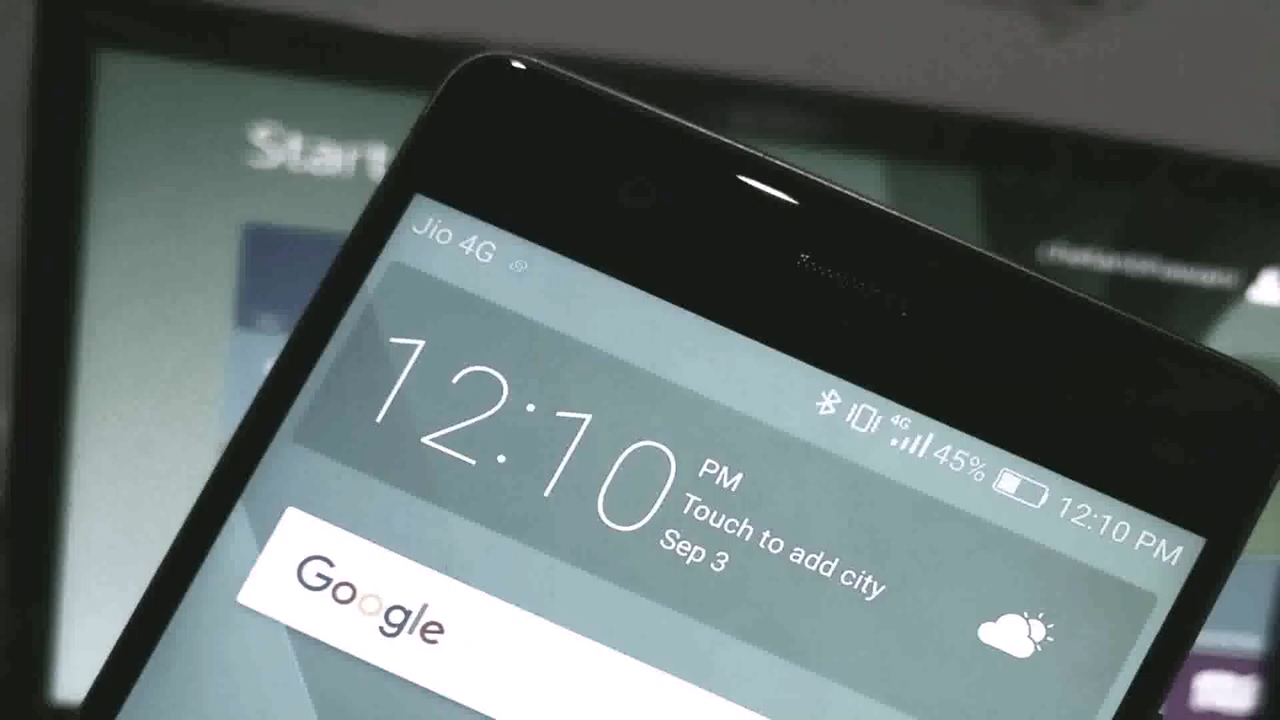 Start
Jio 4G
4G 45% 12:10 PM
12:10 PM
Touch to add city
Sep 3
Google